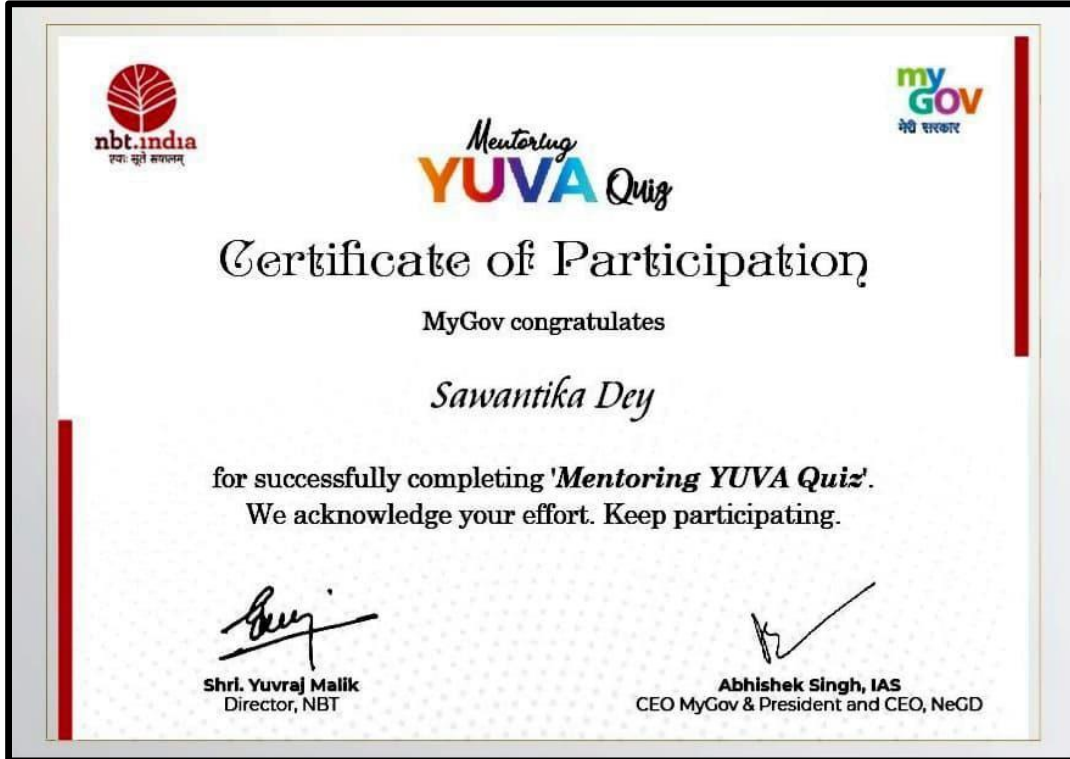 nbt.india
एकः सूते सकलम्
my
GOV
मेरी सरकार
Mentoring
YUVA Quiz
Certificate of Participation
MyGov congratulates
Sawantika Dey
for successfully completing 'Mentoring YUVA Quiz'.
We acknowledge your effort. Keep participating.
Shri. Yuvraj Malik
Director, NBT
Abhishek Singh, IAS
CEO MyGov & President and CEO, NeGD